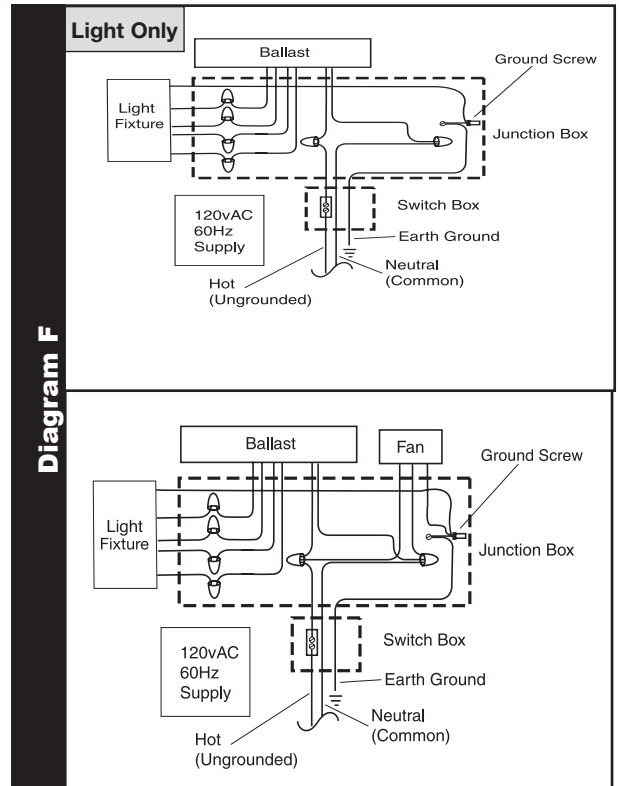 Diagram F
Light Only
Ballast
Ground Screw
Light
Fixture
Junction Box
120vAC
60Hz
Supply
Switch Box
Earth Ground
Neutral
(Common)
Hot
(Ungrounded)
Ballast
Fan
Ground Screw
Light
Fixture
Junction Box
120vAC
60Hz
Supply
Switch Box
Earth Ground
Neutral
(Common)
Hot
(Ungrounded)